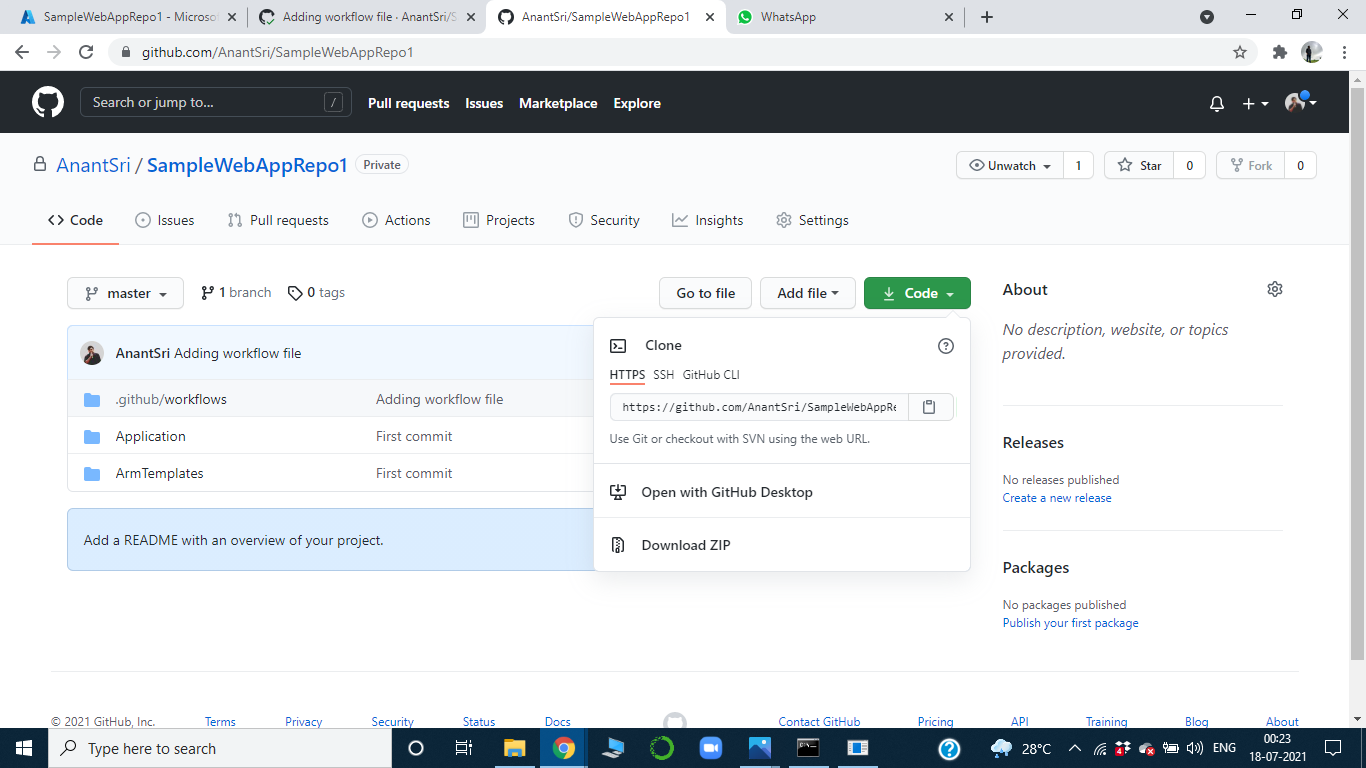 SampleWebAppRepo1 - Microso
Adding workflow file · AnantSri/S
AnantSri/SampleWebAppRepo1
WhatsApp
github.com/AnantSri/SampleWebAppRepo1
Search or jump to...
/
Pull requests
Issues
Marketplace
Explore
AnantSri / SampleWebAppRepo1
Private
Unwatch
1
Star
0
Fork
0
Code
Issues
Pull requests
Actions
Projects
Security
Insights
Settings
master
1 branch
0 tags
Go to file
Add file
Code
AnantSri Adding workflow file
.github/workflows
Adding workflow file
Application
First commit
ArmTemplates
First commit
Add a README with an overview of your project.
Clone
HTTPS
SSH
GitHub CLI
https://github.com/AnantSri/SampleWebAppRe
Use Git or checkout with SVN using the web URL.
Open with GitHub Desktop
Download ZIP
About
No description, website, or topics
provided.
Releases
No releases published
Create a new release
Packages
No packages published
Publish your first package
© 2021 GitHub, Inc.
Terms
Privacy
Security
Status
Docs
Contact GitHub
Pricing
API
Training
Blog
About
Type here to search
28°C
4
ENG
00:23
18-07-2021